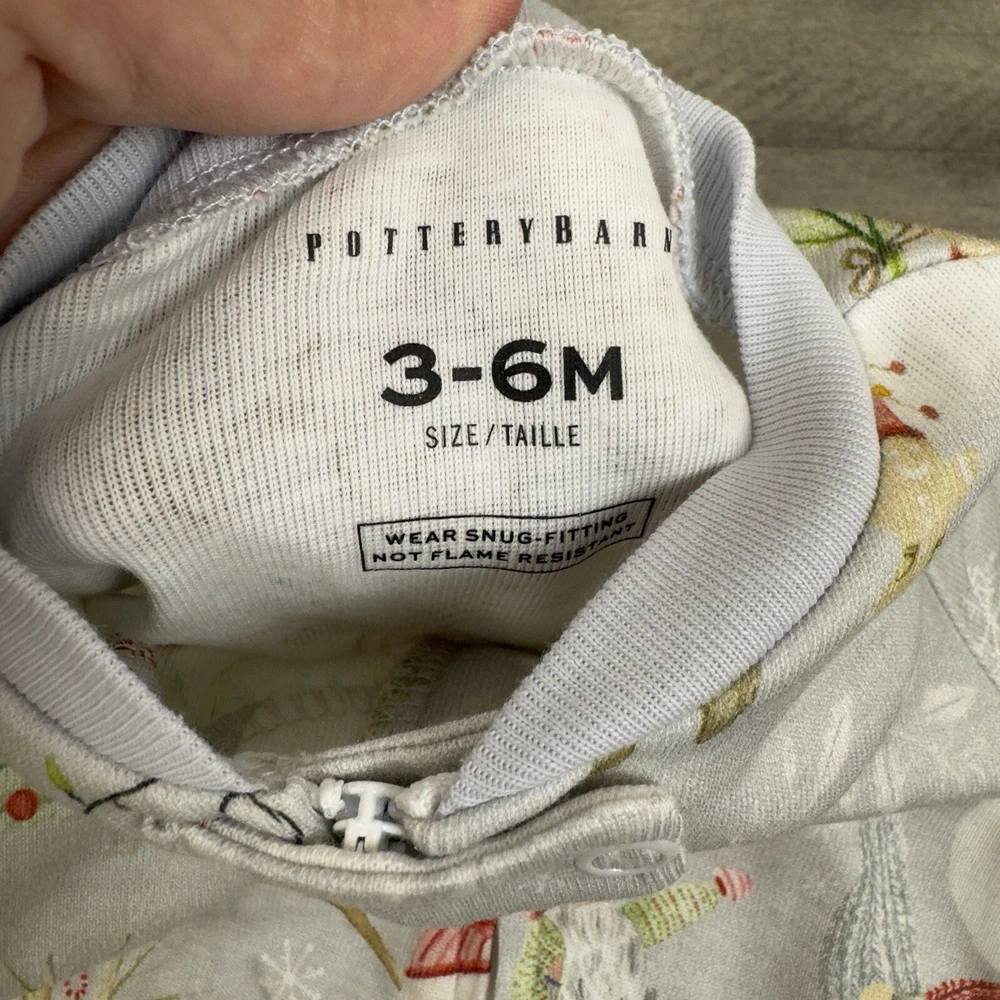 POTTERYBARN
3-6M
SIZE/TAILLE
WEAR SNUG-FITTING
NOT FLAME RESISTANT